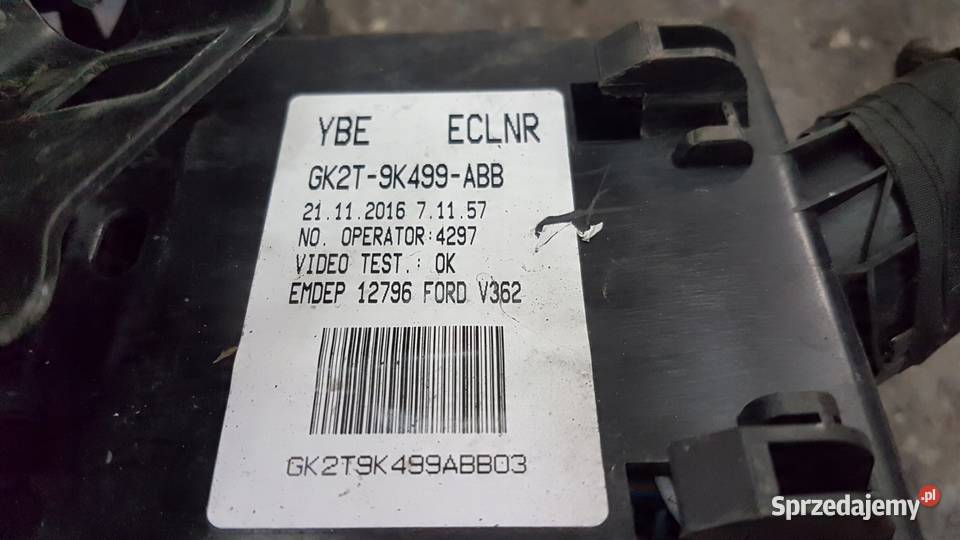 YBE ECLNR
GK2T-9K499-ABB
21.11.2016 7.11.57
NO. OPERATOR:4297
VIDEO TEST.: OK
EMDEP 12796 FORD V362
GK2T9K499ABB03
Sprzedajemy.pl